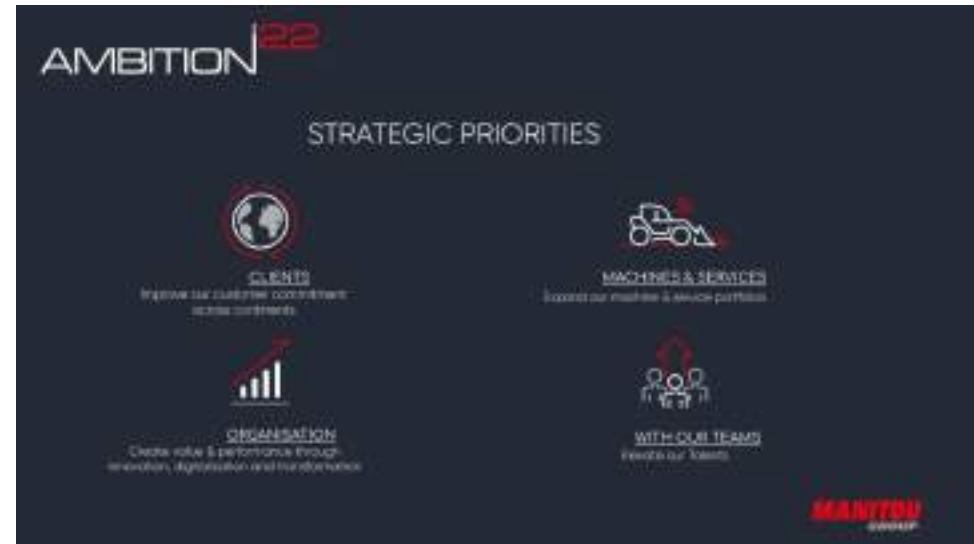 AMBITION'22
STRATEGIC PRIORITIES
CLIENTS
Improve our customer commitment
across continents
MACHINES & SERVICES
Expand our machine & service portfolios
ORGANISATION
Create value & performance through
innovation, digitalisation and transformation
WITH OUR TEAMS
Elevate our Talents
MANITOU
GROUP